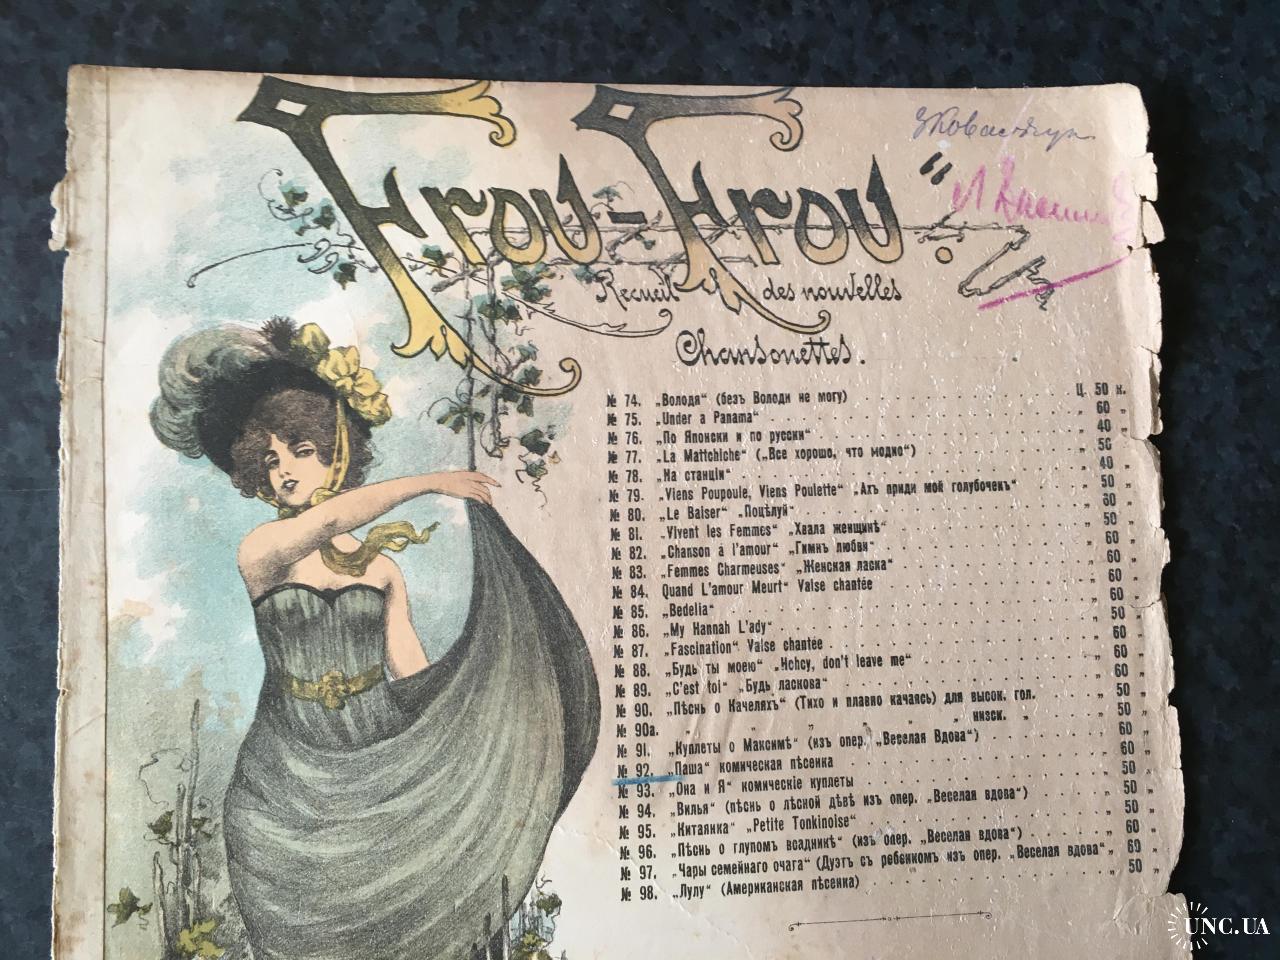 Frou-Frou.
Recueil des nouvelles
Chansonettes.
№ 74. „Володя“ (безъ Володи не могу) Ц. 50 к.
№ 75. „Under a Panama“ „ 60 „
№ 76. „По Японски и по русски“ „ 40 „
№ 77. „La Mattchiche“ („Все хорошо, что модно“) „ 50 „
№ 78. „На станціи“ „ 40 „
№ 79. „Viens Poupoule, Viens Poulette“ „Ахъ приди моё голубочекъ“ „ 50 „
№ 80. „Le Baiser“ „Поцѣлуй“ „ 60 „
№ 81. „Vivent les Femmes“ „Хвала женщинѣ“ „ 50 „
№ 82. „Chanson à l'amour“ „Гимнъ любви“ „ 60 „
№ 83. „Femmes Charmeuses“ „Женская ласка“ „ 60 „
№ 84. Quand L'amour Meurt“ Valse chantée „ 60 „
№ 85. „Bedelia“ „ 60 „
№ 86. „My Hannah L'ady“ „ 50 „
№ 87. „Fascination“ Valse chantée „ 60 „
№ 88. „Будь ты моею“ „Hchcy, don't leave me“ „ 60 „
№ 89. „C'est toi“ „Будь ласкова“ „ 60 „
№ 90. „Пѣснь о Качеляхъ“ (Тихо и плавно качаясь) для высок. гол. „ 50 „
№ 90а. „ „ „ „ „ низск. „ „ 50 „
№ 91. „Куплеты о Максимѣ“ (изъ опер. „Веселая Вдова“) „ 60 „
№ 92. „Паша“ комическая пѣсенка „ 60 „
№ 93. „Она и Я“ комическіе куплеты „ 50 „
№ 94. „Вилья“ (пѣснь о лѣсной дѣвѣ изъ опер. „Веселая вдова“) „ 50 „
№ 95. „Китаянка“ „Petite Tonkinoise“ „ 50 „
№ 96. „Пѣснь о глупомъ всадникѣ“ (изъ опер. „Веселая вдова“) „ 60 „
№ 97. „Чары семейнаго очага“ (Дуэтъ съ ребенкомъ изъ опер. „Веселая вдова“ „ 60 „
№ 98. „Лулу“ (Американская пѣсенка) „ 50 „
UNC.UA